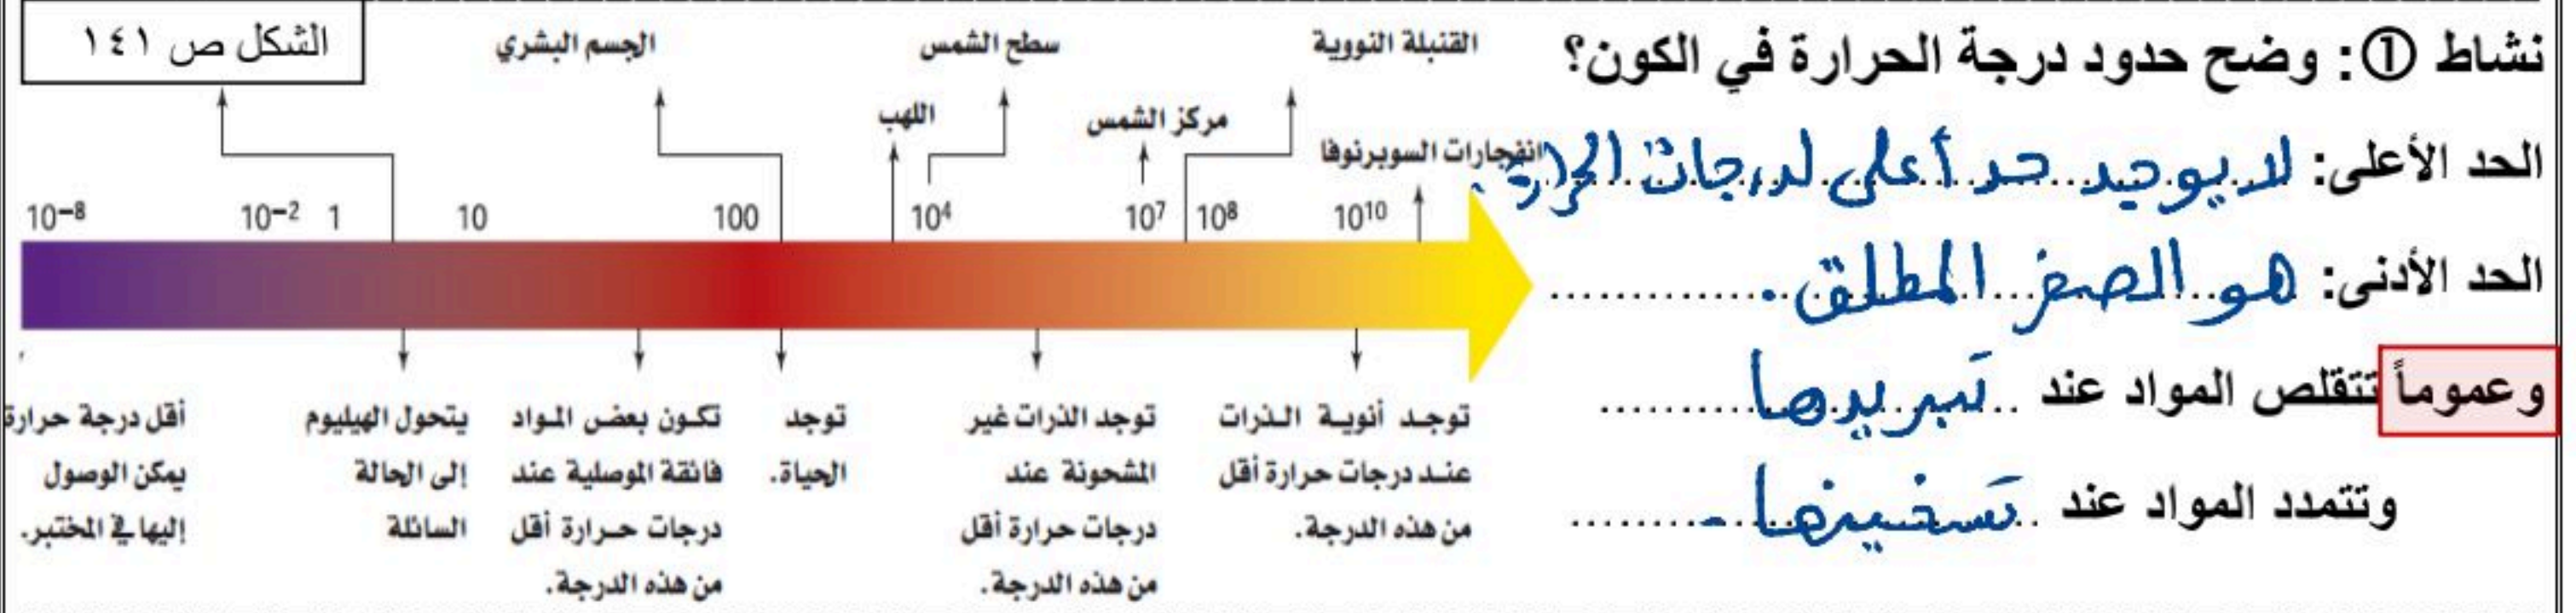 نشاط ①: وضح حدود درجة الحرارة في الكون؟
الحد الأعلى: لا يوجد حد أعلى لدرجات الحرارة.
الحد الأدنى: هو الصفر المطلق.
وعموماً تتقلص المواد عند تبريدها
وتتمدد المواد عند تسخينها
الشكل ص ١٤١
الجسم البشري
سطح الشمس
القنبلة النووية
اللهب
مركز الشمس
انفجارات السوبرنوفا
10⁻⁸ 10⁻² 1 10 100 10⁴ 10⁷ 10⁸ 10¹⁰
توجد أنوية الذرات
عند درجات حرارة أقل
من هذه الدرجة.
توجد الذرات غير
المشحونة عند
درجات حرارة أقل
من هذه الدرجة.
توجد
الحياة.
تكون بعض المواد
فائقة الموصلية عند
درجات حرارة أقل
من هذه الدرجة.
يتحول الهيليوم
إلى الحالة
السائلة
أقل درجة حرارة
يمكن الوصول
إليها في المختبر.